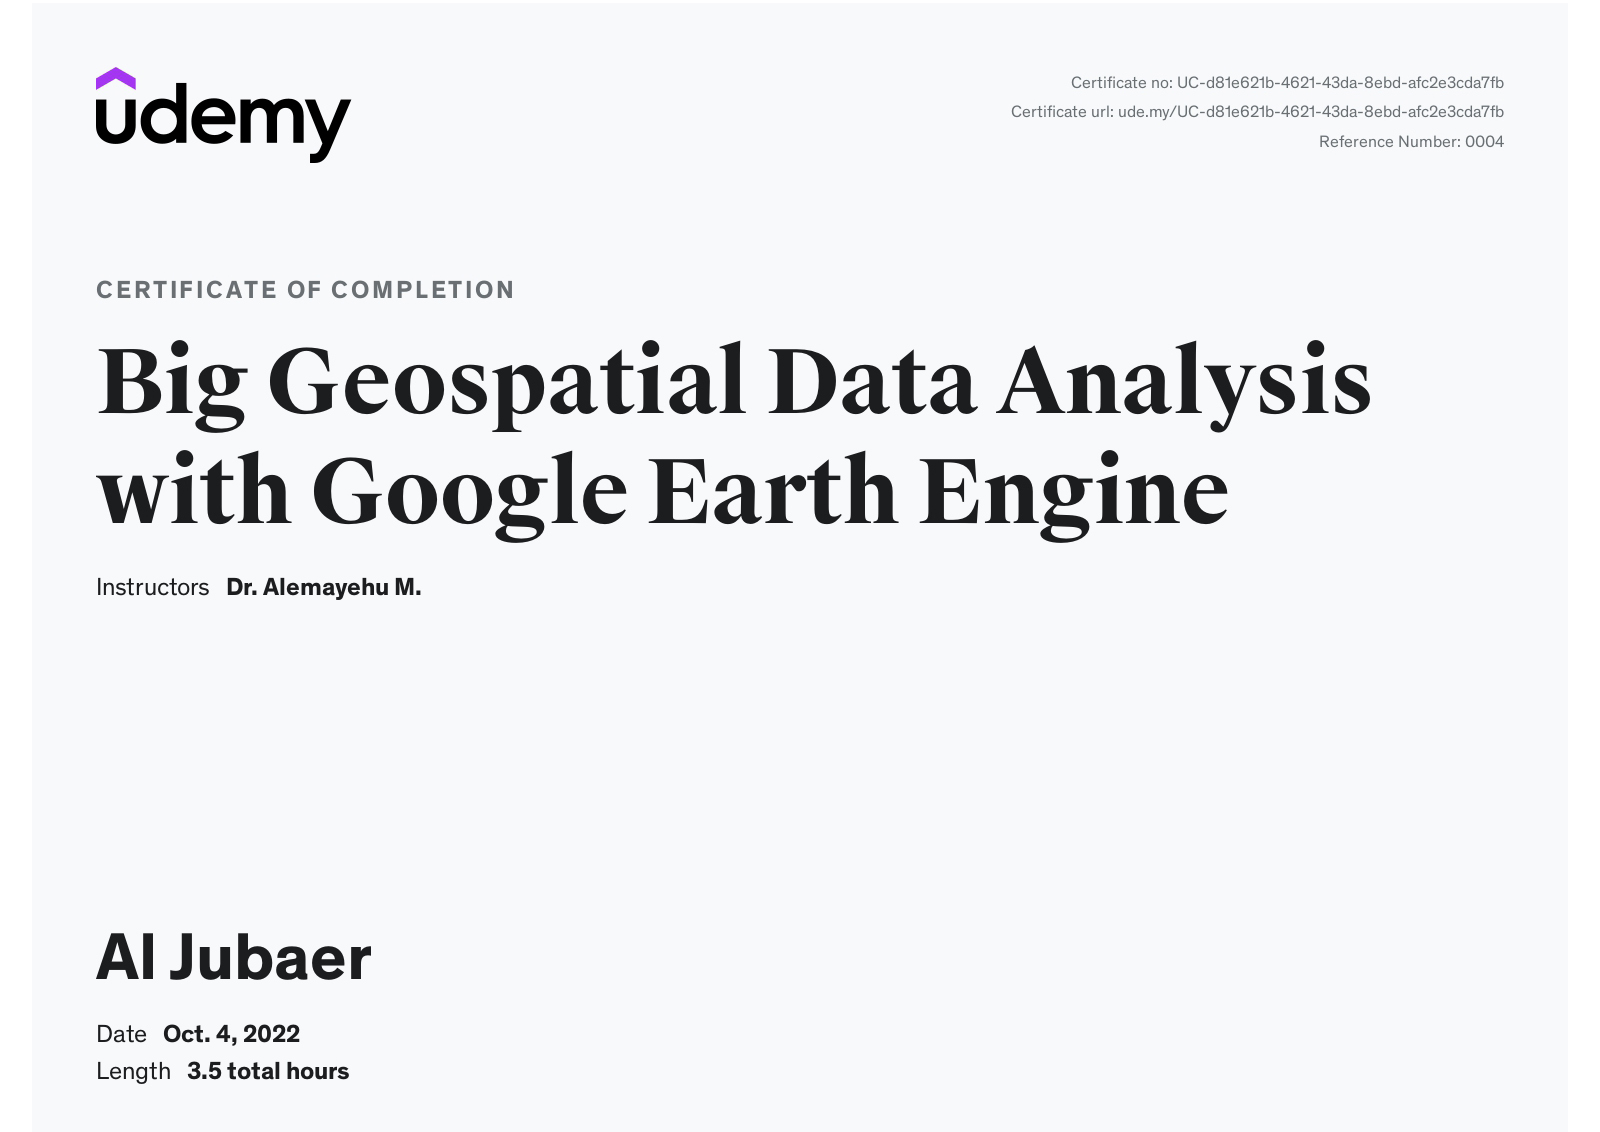 udemy
Certificate no: UC-d81e621b-4621-43da-8ebd-afc2e3cda7fb
Certificate url: ude.my/UC-d81e621b-4621-43da-8ebd-afc2e3cda7fb
Reference Number: 0004
CERTIFICATE OF COMPLETION
Big Geospatial Data Analysis
with Google Earth Engine
Instructors Dr. Alemayehu M.
Al Jubaer
Date Oct. 4, 2022
Length 3.5 total hours